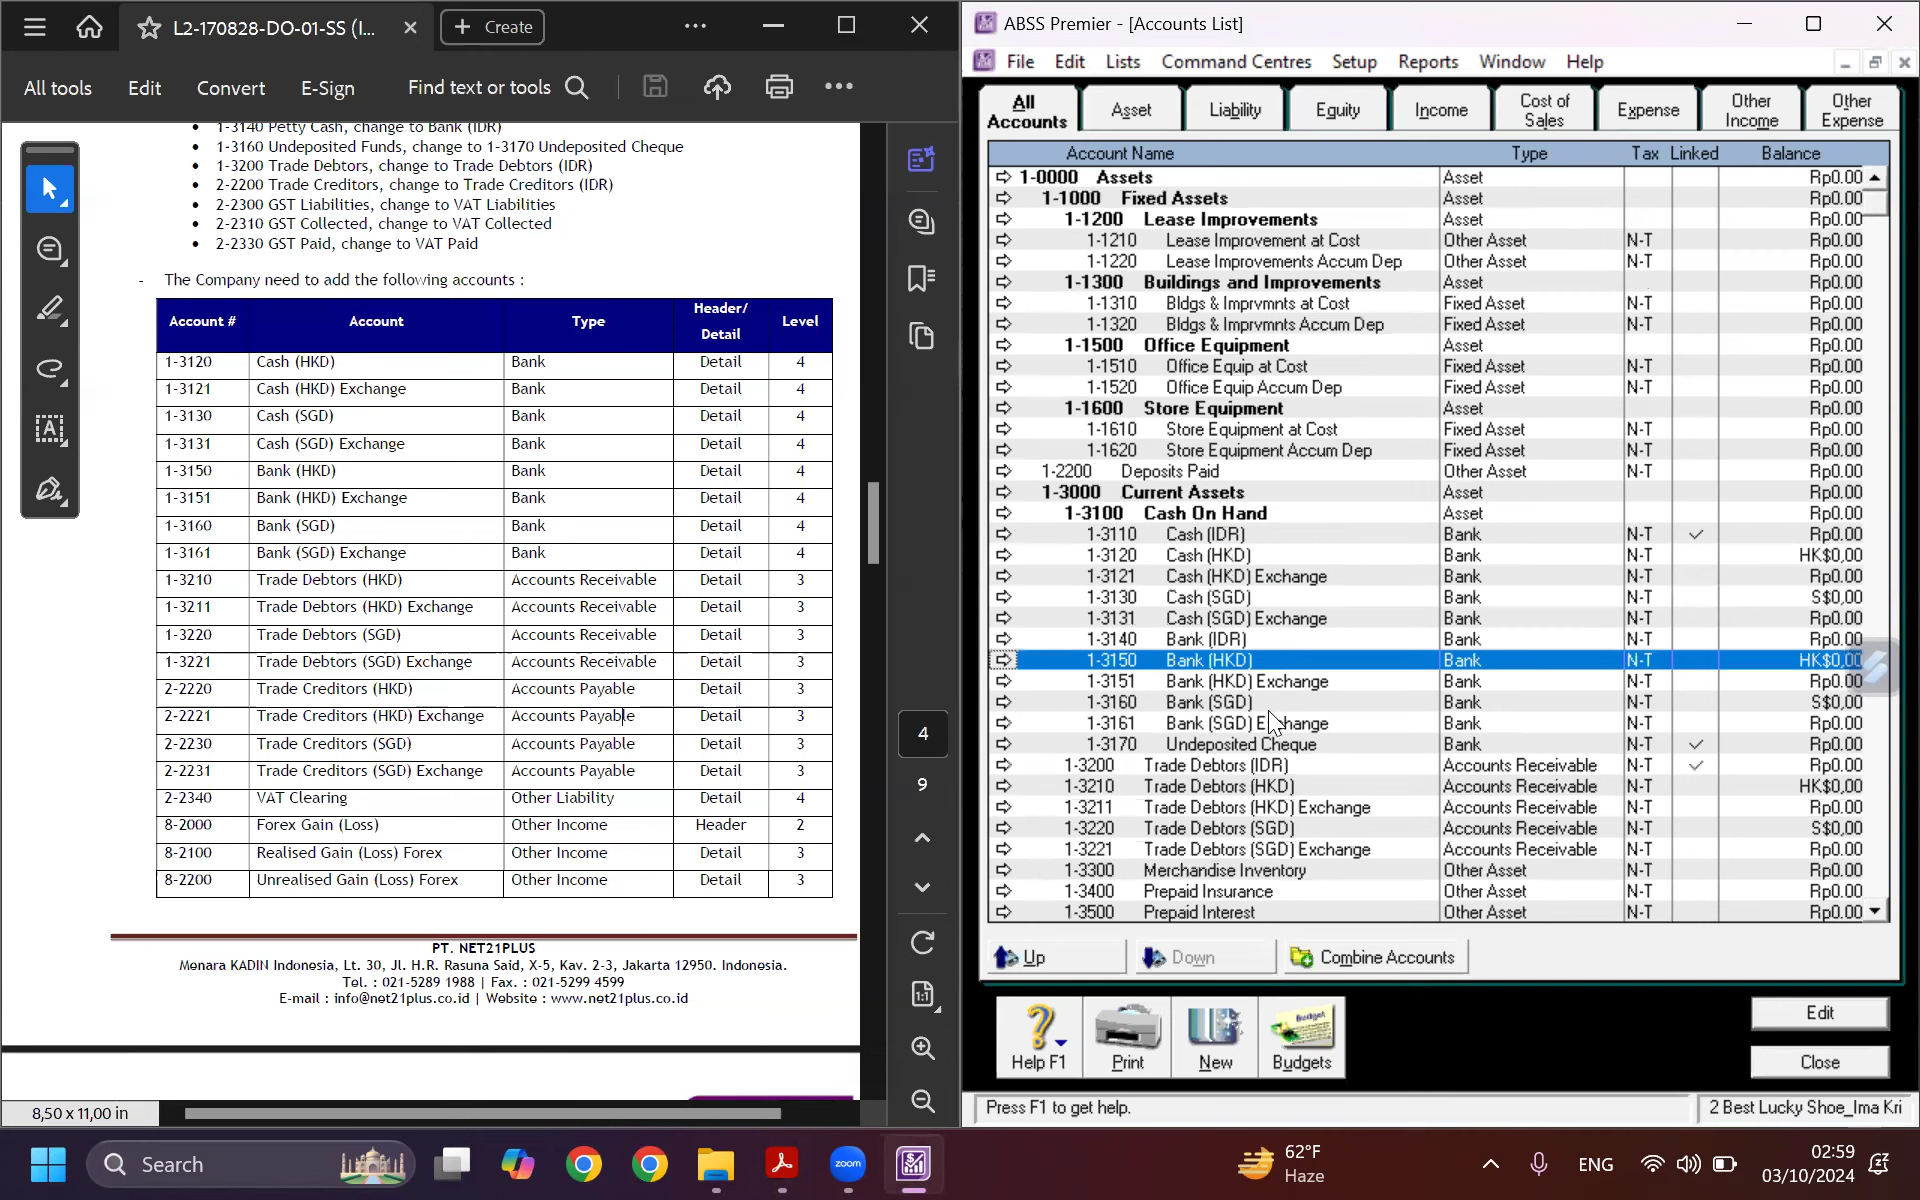 L2-170828-DO-01-SS (I...
Create
All tools
Edit
Convert
E-Sign
Find text or tools
• 1-3140 Petty Cash, change to Bank (IDR)
• 1-3160 Undeposited Funds, change to 1-3170 Undeposited Cheque
• 1-3200 Trade Debtors, change to Trade Debtors (IDR)
• 2-2200 Trade Creditors, change to Trade Creditors (IDR)
• 2-2300 GST Liabilities, change to VAT Liabilities
• 2-2310 GST Collected, change to VAT Collected
• 2-2330 GST Paid, change to VAT Paid
- The Company need to add the following accounts :
Account # Account Type Header/ Detail Level
1-3120 Cash (HKD) Bank Detail 4
1-3121 Cash (HKD) Exchange Bank Detail 4
1-3130 Cash (SGD) Bank Detail 4
1-3131 Cash (SGD) Exchange Bank Detail 4
1-3150 Bank (HKD) Bank Detail 4
1-3151 Bank (HKD) Exchange Bank Detail 4
1-3160 Bank (SGD) Bank Detail 4
1-3161 Bank (SGD) Exchange Bank Detail 4
1-3210 Trade Debtors (HKD) Accounts Receivable Detail 3
1-3211 Trade Debtors (HKD) Exchange Accounts Receivable Detail 3
1-3220 Trade Debtors (SGD) Accounts Receivable Detail 3
1-3221 Trade Debtors (SGD) Exchange Accounts Receivable Detail 3
2-2220 Trade Creditors (HKD) Accounts Payable Detail 3
2-2221 Trade Creditors (HKD) Exchange Accounts Payable Detail 3
2-2230 Trade Creditors (SGD) Accounts Payable Detail 3
2-2231 Trade Creditors (SGD) Exchange Accounts Payable Detail 3
2-2340 VAT Clearing Other Liability Detail 4
8-2000 Forex Gain (Loss) Other Income Header 2
8-2100 Realised Gain (Loss) Forex Other Income Detail 3
8-2200 Unrealised Gain (Loss) Forex Other Income Detail 3
PT. NET21PLUS
Menara KADIN Indonesia, Lt. 30, Jl. H.R. Rasuna Said, X-5, Kav. 2-3, Jakarta 12950. Indonesia.
Tel. : 021-5289 1988 | Fax. : 021-5299 4599
E-mail : info@net21plus.co.id | Website : www.net21plus.co.id
8,50 x 11,00 in
4
9
1:1
ABSS Premier - [Accounts List]
File Edit Lists Command Centres Setup Reports Window Help
All Accounts
Asset
Liability
Equity
Income
Cost of Sales
Expense
Other Income
Other Expense
Account Name Type Tax Linked Balance
1-0000 Assets Asset Rp0.00
1-1000 Fixed Assets Asset Rp0.00
1-1200 Lease Improvements Asset Rp0.00
1-1210 Lease Improvement at Cost Other Asset N-T Rp0.00
1-1220 Lease Improvements Accum Dep Other Asset N-T Rp0.00
1-1300 Buildings and Improvements Asset Rp0.00
1-1310 Bldgs & Imprvmnts at Cost Fixed Asset N-T Rp0.00
1-1320 Bldgs & Imprvmnts Accum Dep Fixed Asset N-T Rp0.00
1-1500 Office Equipment Asset Rp0.00
1-1510 Office Equip at Cost Fixed Asset N-T Rp0.00
1-1520 Office Equip Accum Dep Fixed Asset N-T Rp0.00
1-1600 Store Equipment Asset Rp0.00
1-1610 Store Equipment at Cost Fixed Asset N-T Rp0.00
1-1620 Store Equipment Accum Dep Fixed Asset N-T Rp0.00
1-2200 Deposits Paid Other Asset N-T Rp0.00
1-3000 Current Assets Asset Rp0.00
1-3100 Cash On Hand Asset Rp0.00
1-3110 Cash (IDR) Bank N-T ✓ Rp0.00
1-3120 Cash (HKD) Bank N-T HK$0,00
1-3121 Cash (HKD) Exchange Bank N-T Rp0.00
1-3130 Cash (SGD) Bank N-T S$0,00
1-3131 Cash (SGD) Exchange Bank N-T Rp0.00
1-3140 Bank (IDR) Bank N-T Rp0.00
1-3150 Bank (HKD) Bank N-T HK$0,00
1-3151 Bank (HKD) Exchange Bank N-T Rp0.00
1-3160 Bank (SGD) Bank N-T S$0,00
1-3161 Bank (SGD) Exchange Bank N-T Rp0.00
1-3170 Undeposited Cheque Bank N-T ✓ Rp0.00
1-3200 Trade Debtors (IDR) Accounts Receivable N-T ✓ Rp0.00
1-3210 Trade Debtors (HKD) Accounts Receivable N-T HK$0,00
1-3211 Trade Debtors (HKD) Exchange Accounts Receivable N-T Rp0.00
1-3220 Trade Debtors (SGD) Accounts Receivable N-T S$0,00
1-3221 Trade Debtors (SGD) Exchange Accounts Receivable N-T Rp0.00
1-3300 Merchandise Inventory Other Asset N-T Rp0.00
1-3400 Prepaid Insurance Other Asset N-T Rp0.00
1-3500 Prepaid Interest Other Asset N-T Rp0.00
Up
Down
Combine Accounts
Help F1
Print
New
Budget
Budgets
Edit
Close
Press F1 to get help.
2 Best Lucky Shoe_Ima Kri
Search
zoom
62°F
Haze
ENG
02:59
03/10/2024